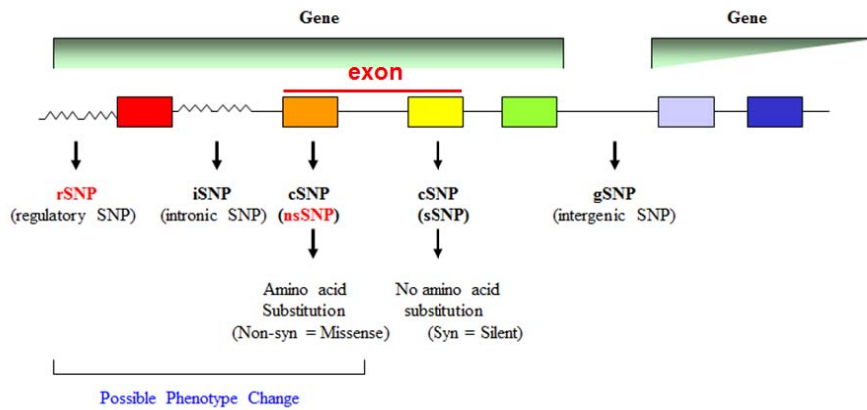 Gene
Gene
exon
rSNP
(regulatory SNP)
iSNP
(intronic SNP)
cSNP
(nsSNP)
cSNP
(sSNP)
gSNP
(intergenic SNP)
Amino acid
Substitution
(Non-syn = Missense)
No amino acid
substitution
(Syn = Silent)
Possible Phenotype Change